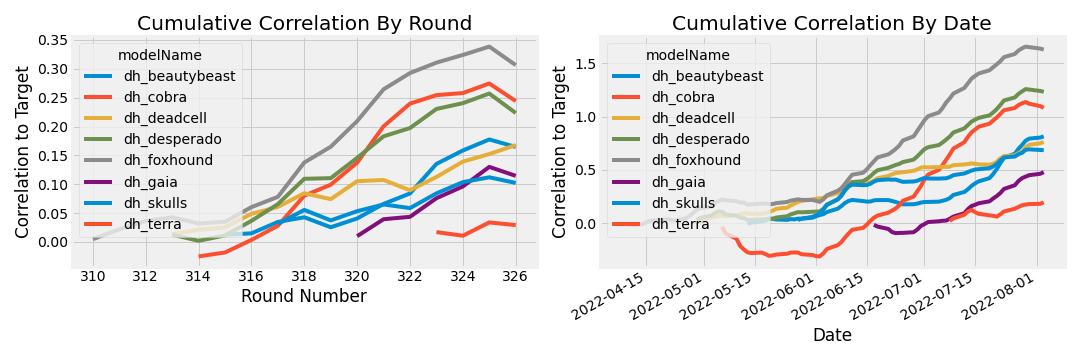 Cumulative Correlation By Round
Correlation to Target
0.35
0.30
0.25
0.20
0.15
0.10
0.05
0.00
modelName
dh_beautybeast
dh_cobra
dh_deadcell
dh_desperado
dh_foxhound
dh_gaia
dh_skulls
dh_terra
310 312 314 316 318 320 322 324 326
Round Number
Cumulative Correlation By Date
Correlation to Target
1.5
1.0
0.5
0.0
modelName
dh_beautybeast
dh_cobra
dh_deadcell
dh_desperado
dh_foxhound
dh_gaia
dh_skulls
dh_terra
2022-04-15 2022-05-01 2022-05-15 2022-06-01 2022-06-15 2022-07-01 2022-07-15 2022-08-01
Date